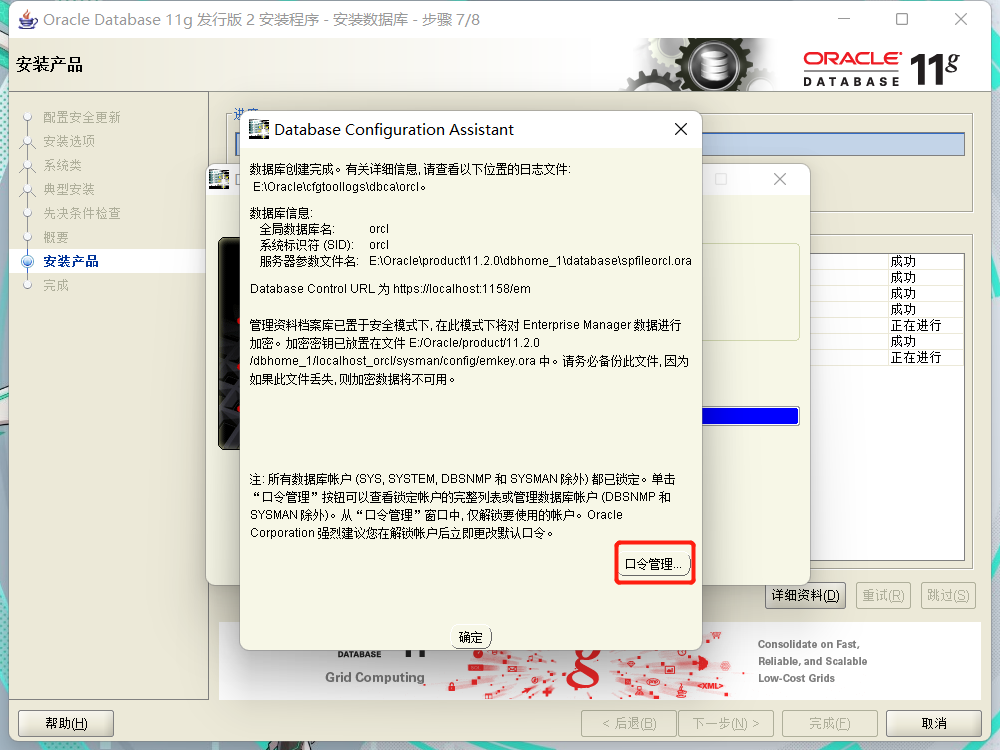 Oracle Database 11g 发行版 2 安装程序 - 安装数据库 - 步骤 7/8
安装产品
ORACLE
DATABASE 11g
配置安全更新
安装选项
系统类
典型安装
先决条件检查
概要
安装产品
完成
Database Configuration Assistant
数据库创建完成。有关详细信息, 请查看以下位置的日志文件:
E:\Oracle\cfgtoollogs\dbca\orcl。
数据库信息:
全局数据库名: orcl
系统标识符 (SID): orcl
服务器参数文件名: E:\Oracle\product\11.2.0\dbhome_1\database\spfileorcl.ora
Database Control URL 为 https://localhost:1158/em
管理资料档案库已置于安全模式下, 在此模式下将对 Enterprise Manager 数据进行
加密。加密密钥已放置在文件 E:/Oracle/product/11.2.0
/dbhome_1/localhost_orcl/sysman/config/emkey.ora 中。请务必备份此文件, 因为
如果此文件丢失, 则加密数据将不可用。
注: 所有数据库帐户 (SYS, SYSTEM, DBSNMP 和 SYSMAN 除外) 都已锁定。单击
“口令管理”按钮可以查看锁定帐户的完整列表或管理数据库帐户 (DBSNMP 和
SYSMAN 除外)。从“口令管理”窗口中, 仅解锁要使用的帐户。Oracle
Corporation 强烈建议您在解锁帐户后立即更改默认口令。
口令管理...
确定
成功
成功
成功
成功
正在进行
成功
正在进行
详细资料(D)
重试(R)
跳过(S)
DATABASE
Grid Computing
g
<XML>
Consolidate on Fast,
Reliable, and Scalable
Low-Cost Grids
帮助(H)
< 后退(B)
下一步(N) >
完成(F)
取消